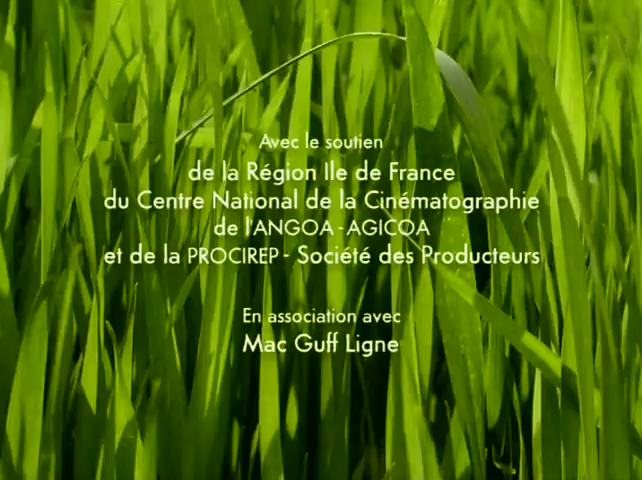 Avec le soutien
de la Région Ile de France
du Centre National de la Cinématographie
de l'ANGOA - AGICOA
et de la PROCIREP - Société des Producteurs
En association avec
Mac Guff Ligne